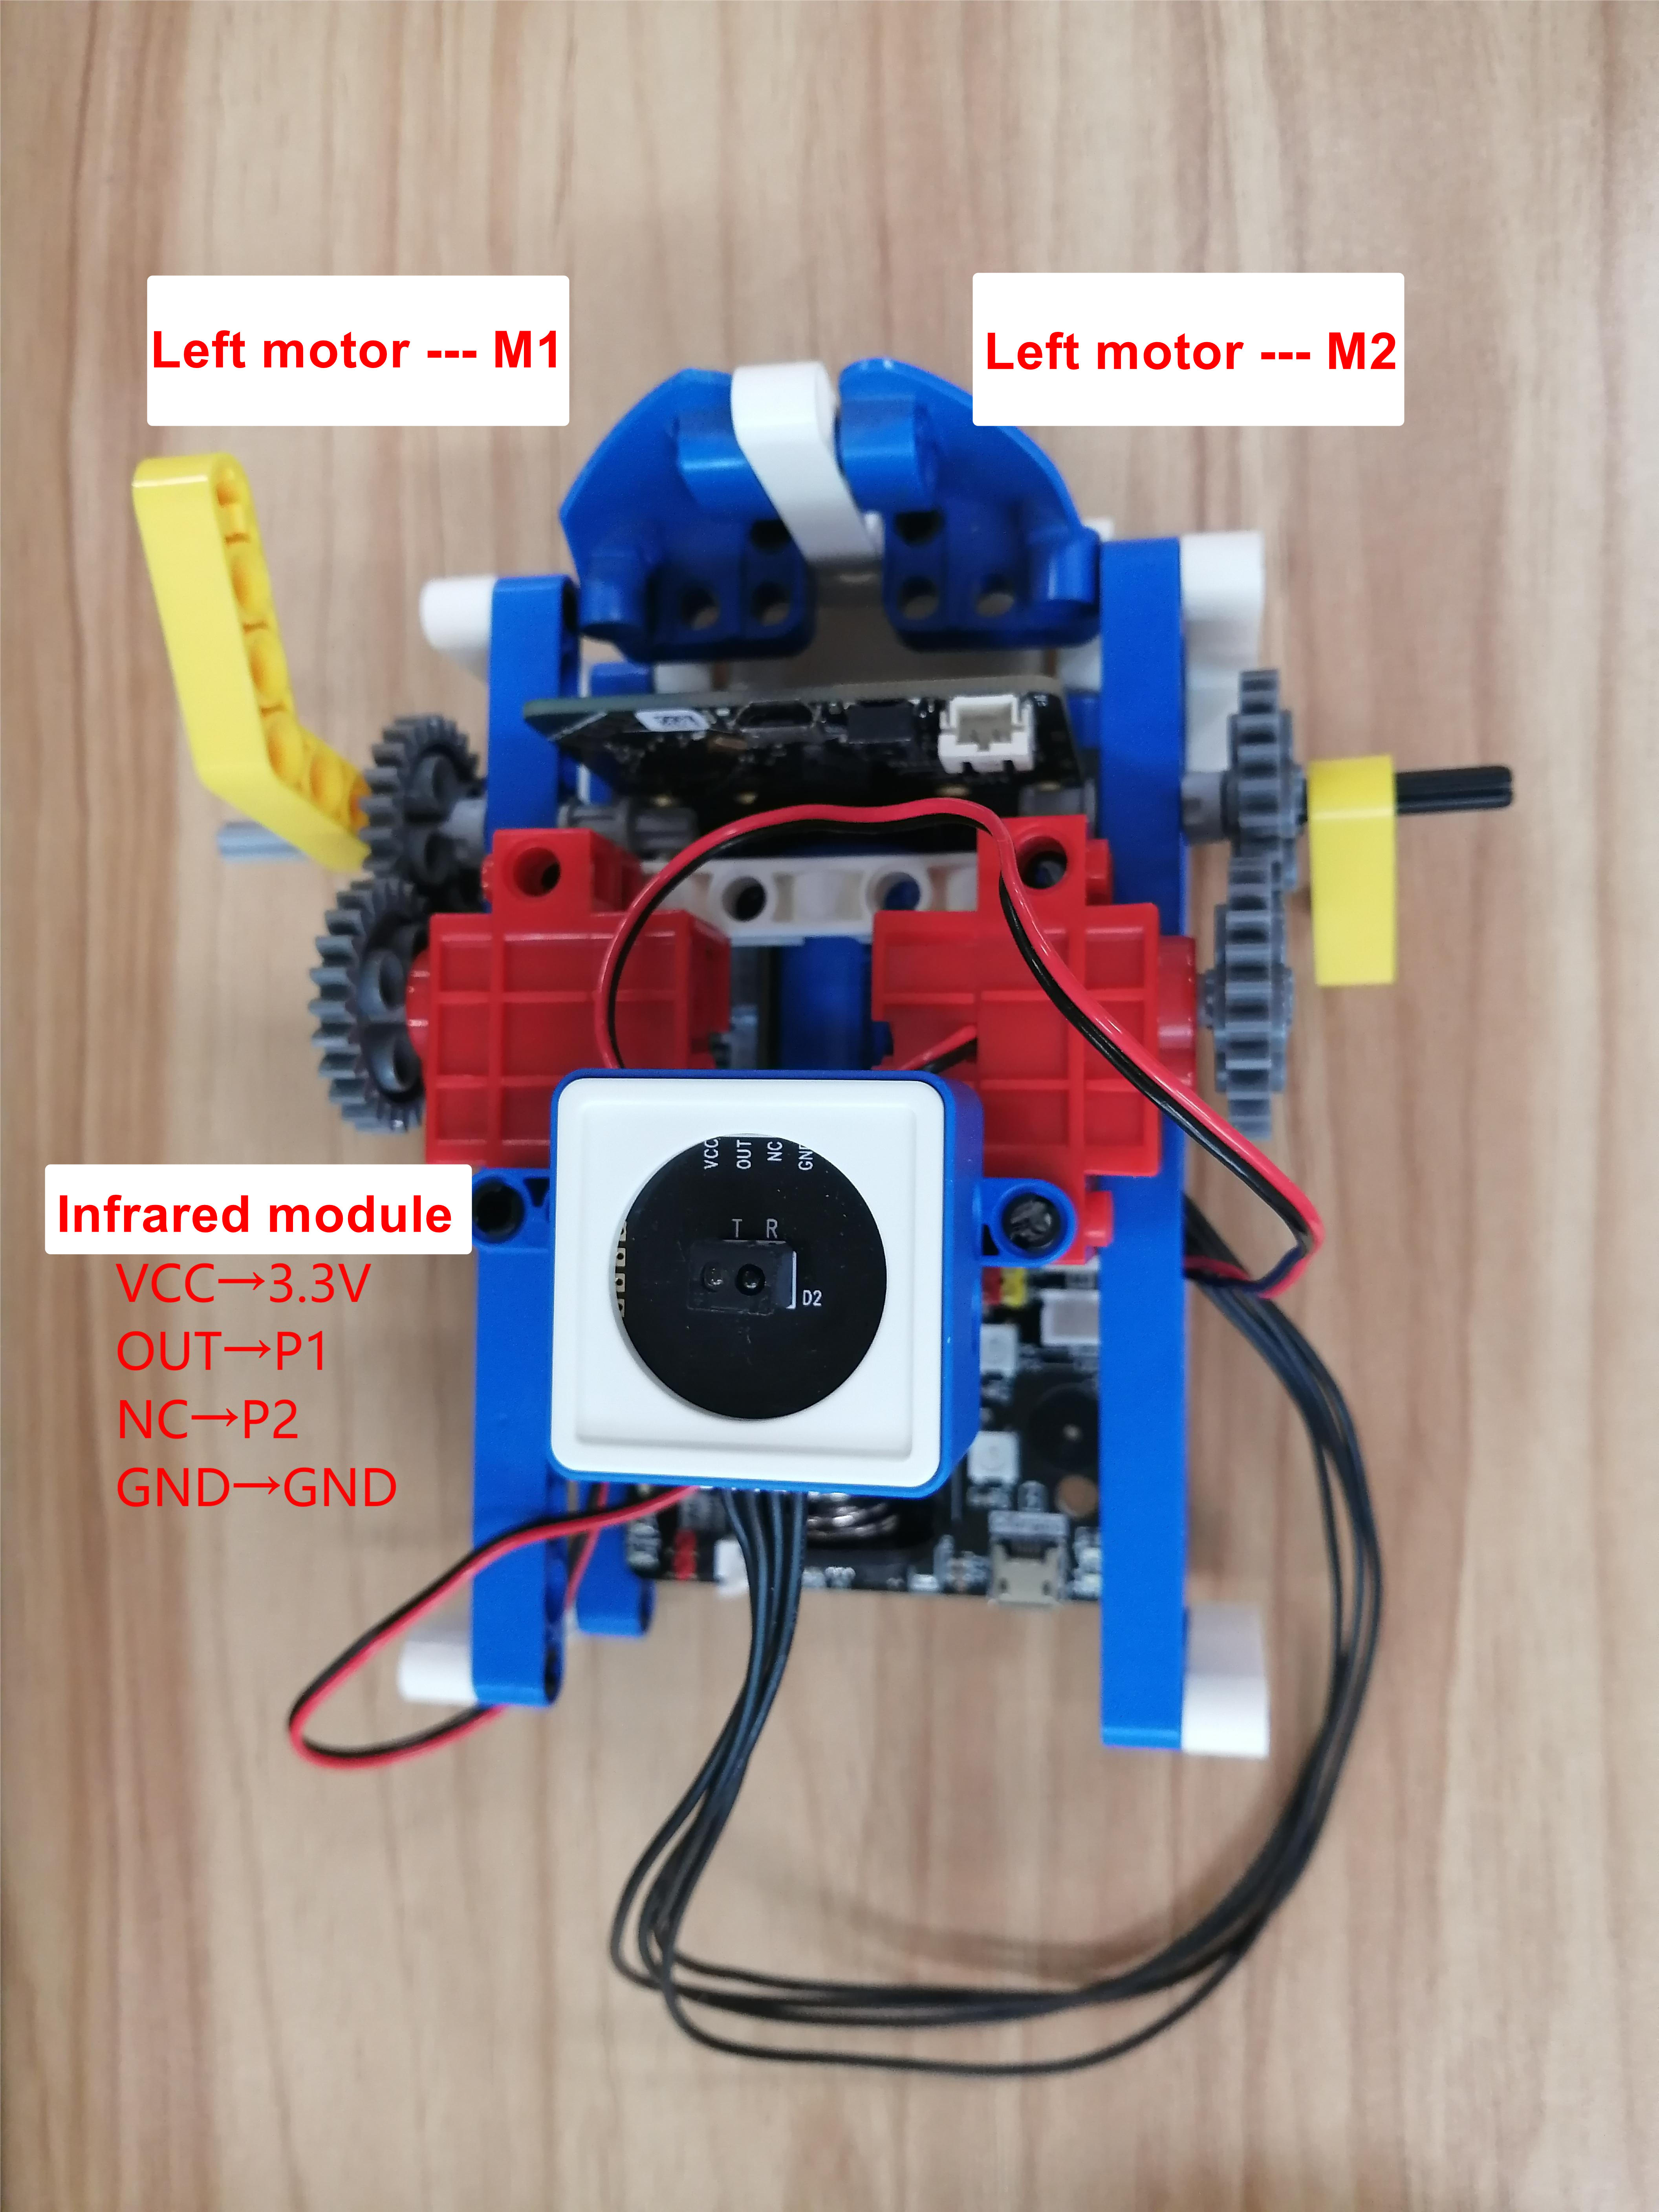 Left motor --- M1
Left motor --- M2
VCC
OUT
NC
GND
T R
D2
Infrared module
VCC→3.3V
OUT→P1
NC→P2
GND→GND